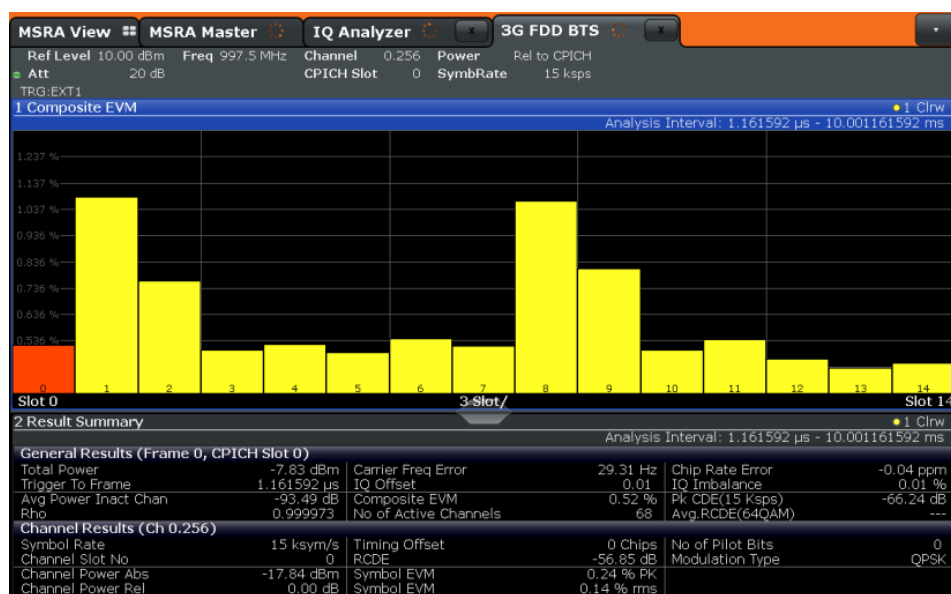 MSRA View MSRA Master IQ Analyzer x 3G FDD BTS x
Ref Level 10.00 dBm Freq 997.5 MHz Channel 0.256 Power Rel to CPICH
Att 20 dB CPICH Slot 0 SymbRate 15 ksps
TRG:EXT1
1 Composite EVM 1 Clrw
Analysis Interval: 1.161592 µs - 10.001161592 ms
1.237 %
1.137 %
1.037 %
0.936 %
0.836 %
0.736 %
0.636 %
0.536 %
0 1 2 3 4 5 6 7 8 9 10 11 12 13 14
Slot 0 3 Slot/ Slot 14
2 Result Summary 1 Clrw
Analysis Interval: 1.161592 µs - 10.001161592 ms
General Results (Frame 0, CPICH Slot 0)
Total Power -7.83 dBm Carrier Freq Error 29.31 Hz Chip Rate Error -0.04 ppm
Trigger To Frame 1.161592 µs IQ Offset 0.01 IQ Imbalance 0.01 %
Avg Power Inact Chan -93.49 dB Composite EVM 0.52 % Pk CDE(15 Ksps) -66.24 dB
Rho 0.999973 No of Active Channels 68 Avg.RCDE(64QAM) ---
Channel Results (Ch 0.256)
Symbol Rate 15 ksym/s Timing Offset 0 Chips No of Pilot Bits 0
Channel Slot No 0 RCDE -56.85 dB Modulation Type QPSK
Channel Power Abs -17.84 dBm Symbol EVM 0.24 % PK
Channel Power Rel 0.00 dB Symbol EVM 0.14 % rms